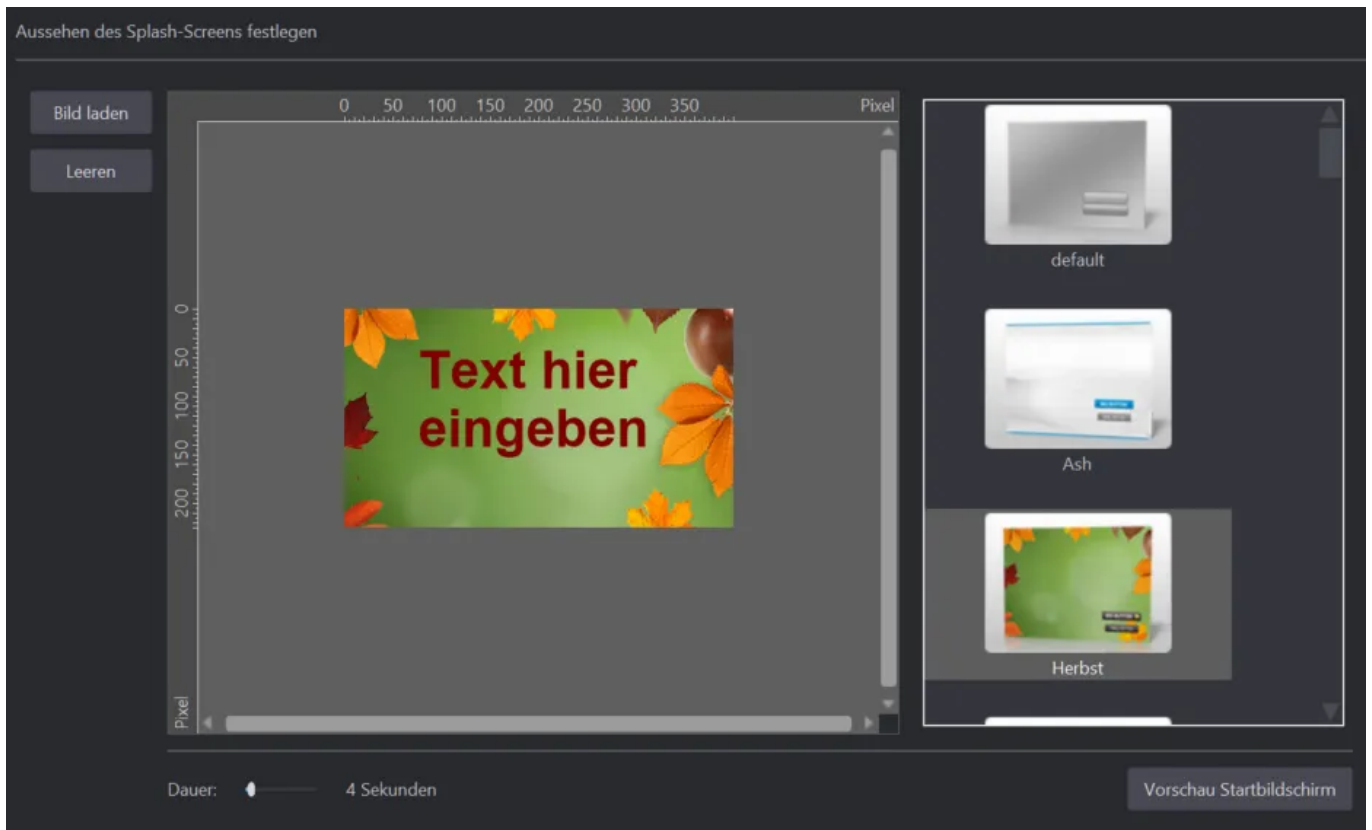 Aussehen des Splash-Screens festlegen
Bild laden
Leeren
0 50 100 150 200 250 300 350 Pixel
0
50
100
150
200
Pixel
Text hier
eingeben
default
Ash
Herbst
Dauer: 4 Sekunden
Vorschau Startbildschirm